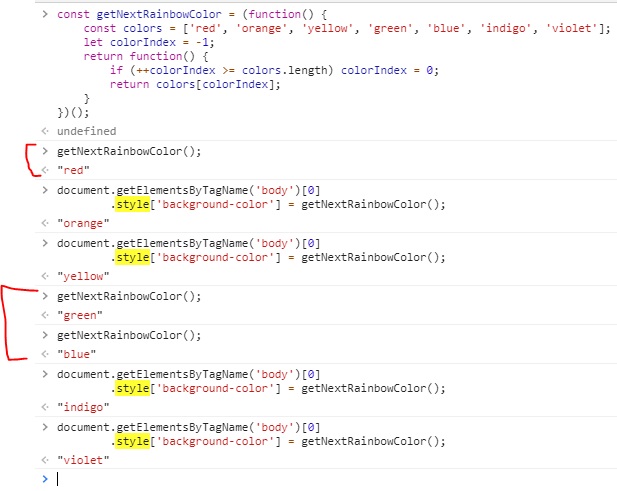 > const getNextRainbowColor = (function() {
const colors = ['red', 'orange', 'yellow', 'green', 'blue', 'indigo', 'violet'];
let colorIndex = -1;
return function() {
if (++colorIndex >= colors.length) colorIndex = 0;
return colors[colorIndex];
}
})();
undefined
> getNextRainbowColor();
"red"
> document.getElementsByTagName('body')[0]
.style['background-color'] = getNextRainbowColor();
"orange"
> document.getElementsByTagName('body')[0]
.style['background-color'] = getNextRainbowColor();
"yellow"
> getNextRainbowColor();
"green"
> getNextRainbowColor();
"blue"
> document.getElementsByTagName('body')[0]
.style['background-color'] = getNextRainbowColor();
"indigo"
> document.getElementsByTagName('body')[0]
.style['background-color'] = getNextRainbowColor();
"violet"
>